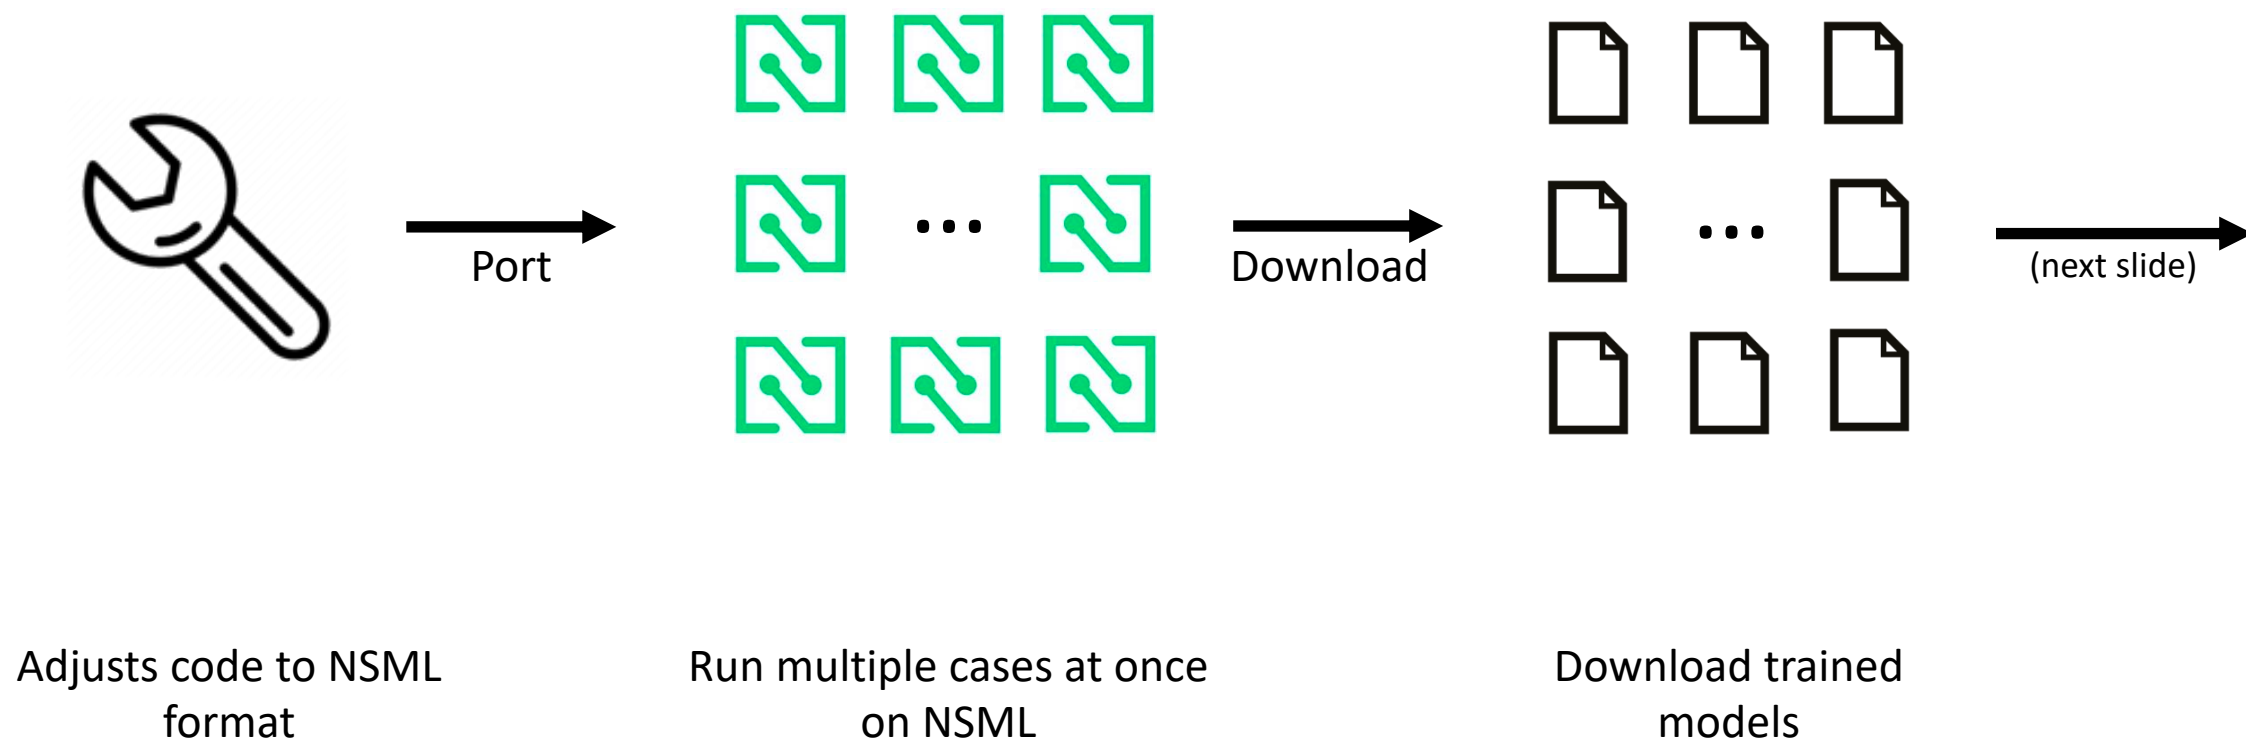 Port
Download
(next slide)
Adjusts code to NSML
format
Run multiple cases at once
on NSML
Download trained
models